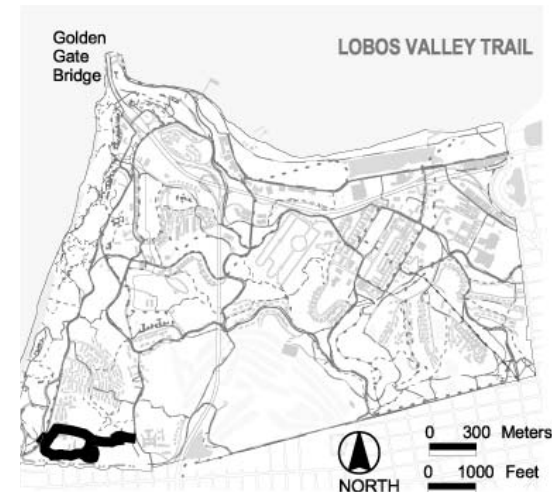 Golden
Gate
Bridge
LOBOS VALLEY TRAIL
0 300 Meters
0 1000 Feet
NORTH